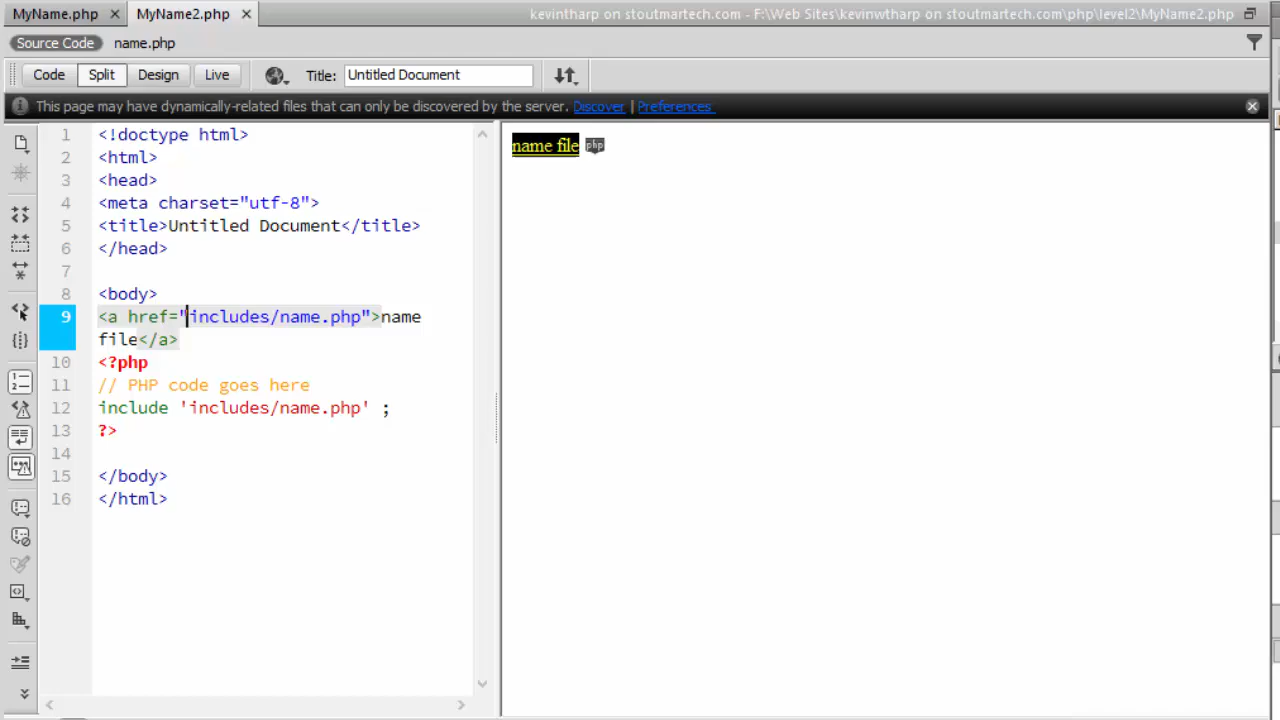 MyName.php × MyName2.php × kevintharp on stoutmartech.com - F:\Web Sites\kevinwtharp on stoutmartech.com\php\level2\MyName2.php
Source Code name.php
Code Split Design Live Title: Untitled Document
This page may have dynamically-related files that can only be discovered by the server. Discover | Preferences
1 <!doctype html>
2 <html>
3 <head>
4 <meta charset="utf-8">
5 <title>Untitled Document</title>
6 </head>
7
8 <body>
9 <a href="includes/name.php">name
file</a>
10 <?php
11 // PHP code goes here
12 include 'includes/name.php' ;
13 ?>
14
15 </body>
16 </html>
name file php